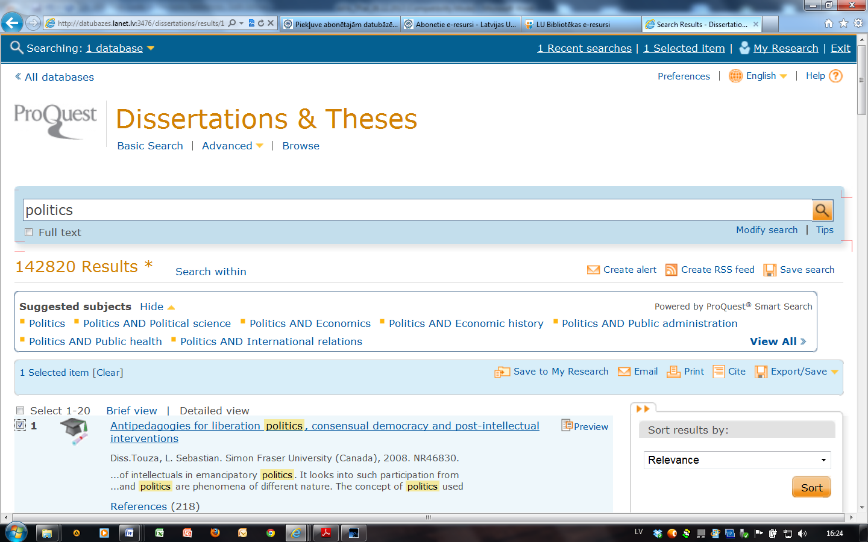 http://datubazes.lanet.lv:3476/dissertations/results/1
Piekļuve abonētajām datubāzē...
Abonētie e-resursi - Latvijas U...
LU Bibliotēkas e-resursi
Search Results - Dissertatio...
Searching: 1 database
1 Recent searches | 1 Selected item | My Research | Exit
« All databases
Preferences | English | Help ?
ProQuest
Dissertations & Theses
Basic Search | Advanced | Browse
politics
Full text
Modify search | Tips
142820 Results *
Search within
Create alert Create RSS feed Save search
Suggested subjects Hide
Powered by ProQuest® Smart Search
Politics Politics AND Political science Politics AND Economics Politics AND Economic history Politics AND Public administration
Politics AND Public health Politics AND International relations
View All »
1 Selected item [Clear]
Save to My Research Email Print Cite Export/Save
Select 1-20 Brief view | Detailed view
1
Antipedagogies for liberation politics, consensual democracy and post-intellectual
interventions
Preview
Diss.Touza, L. Sebastian. Simon Fraser University (Canada), 2008. NR46830.
...of intellectuals in emancipatory politics. It looks into such participation from
...and politics are phenomena of different nature. The concept of politics used
References (218)
Sort results by:
Relevance
Sort
LV
16:24